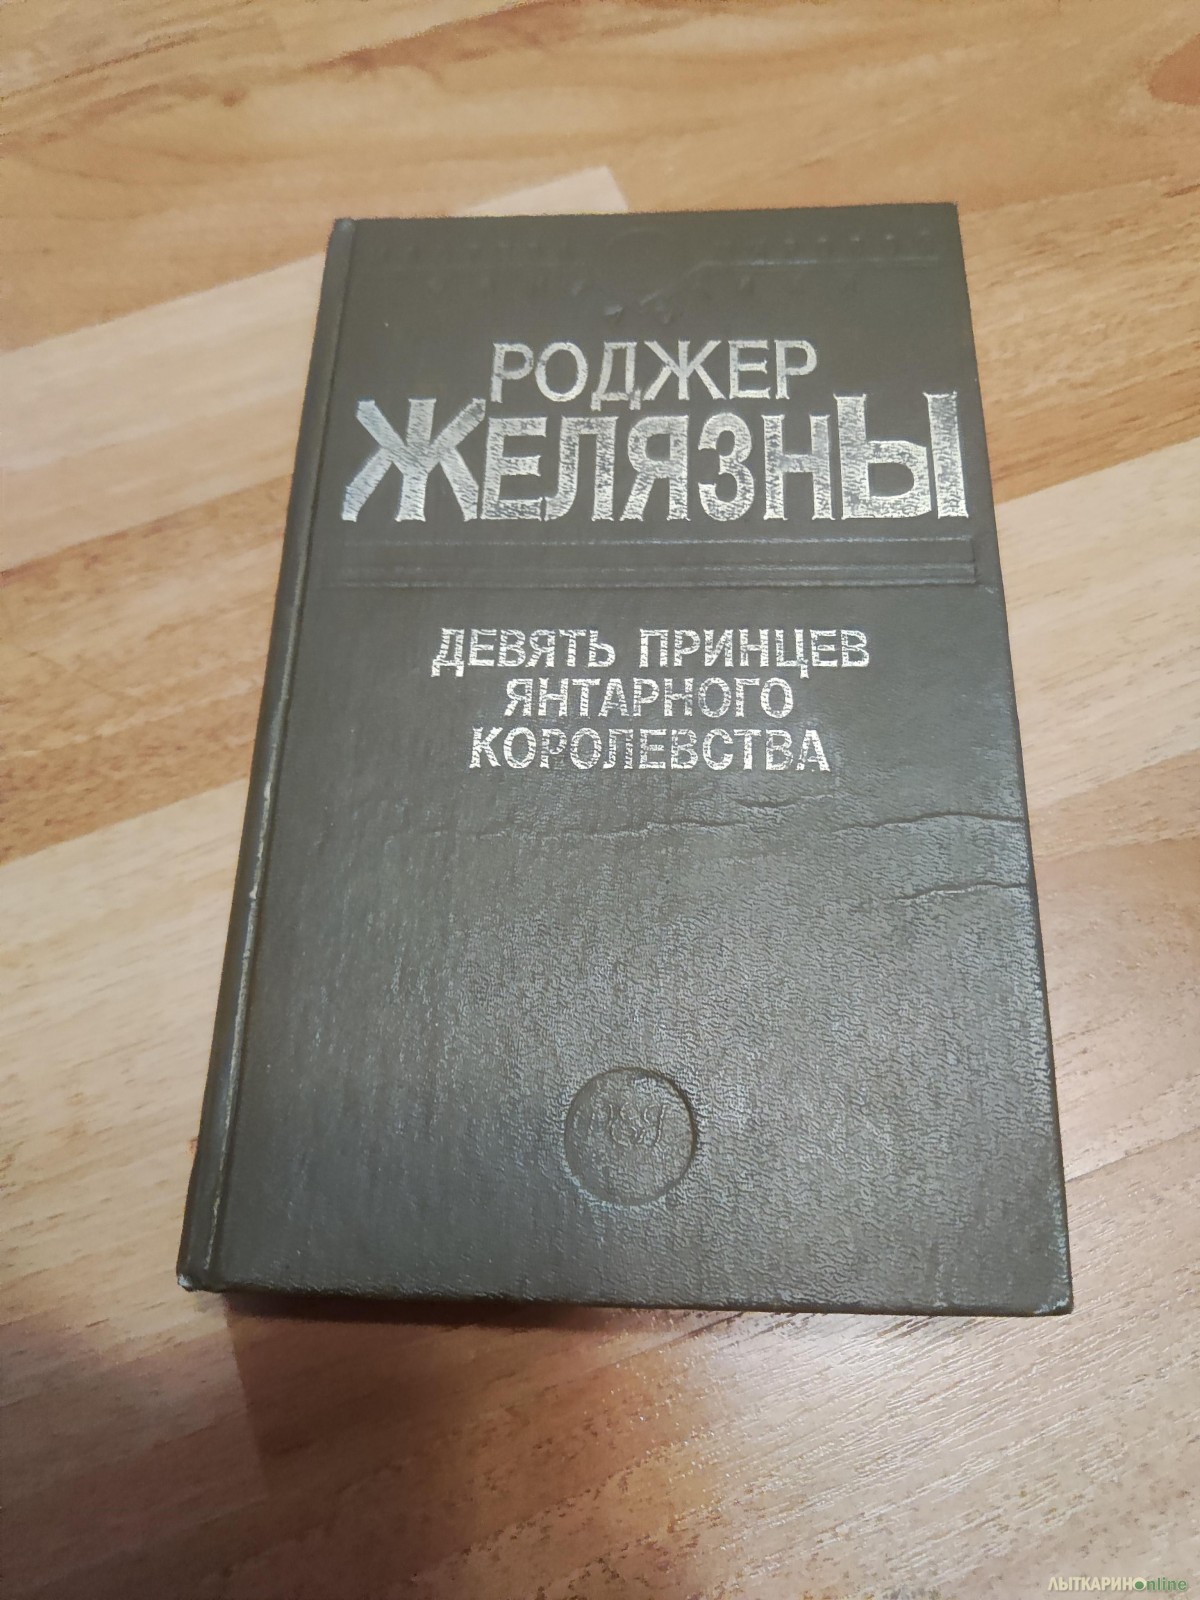 РОДЖЕР
ЖЕЛЯЗНЫ
ДЕВЯТЬ ПРИНЦЕВ
ЯНТАРНОГО
КОРОЛЕВСТВА
ЛЫТКАРИНОonline